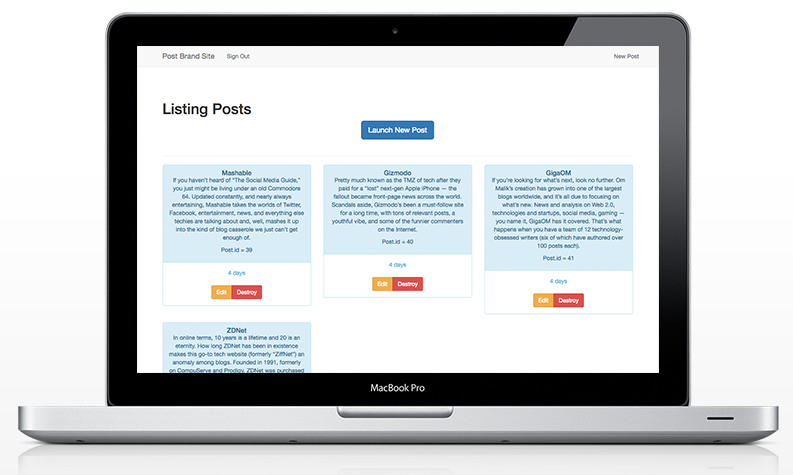 Post Brand Site Sign Out New Post
Listing Posts
Launch New Post
Mashable
If you haven't heard of "The Social Media Guide,"
you just might be living under an old Commodore
64. Updated constantly, and nearly always
entertaining, Mashable takes the worlds of Twitter,
Facebook, entertainment, news, and everything else
techies are talking about and, well, mashes it up
into the kind of blog casserole we just can't get
enough of.
Post.id = 39
4 days
Edit Destroy
Gizmodo
Pretty much known as the TMZ of tech after they
paid for a "lost" next-gen Apple iPhone — the
fallout became front-page news across the world.
Scandals aside, Gizmodo's been a must-follow site
for a long time, with tons of relevant posts, a
youthful vibe, and some of the funnier commenters
on the Internet.
Post.id = 40
4 days
Edit Destroy
GigaOM
If you're looking for what's next, look no further. Om
Malik's creation has grown into one of the largest
blogs worldwide, and it's all due to focusing on
what's new. News and analysis on Web 2.0,
technologies and startups, social media, gaming —
you name it, GigaOM has it covered. That's what
happens when you have a team of 12 technology-
obsessed writers (six of which have authored over
100 posts each).
Post.id = 41
4 days
Edit Destroy
ZDNet
In online terms, 10 years is a lifetime and 20 is an
eternity. How long ZDNet has been in existence
makes this go-to tech website (formerly "ZiffNet") an
anomaly among blogs. Founded in 1991, formerly
on CompuServe and Prodigy, ZDNet was purchased
MacBook Pro